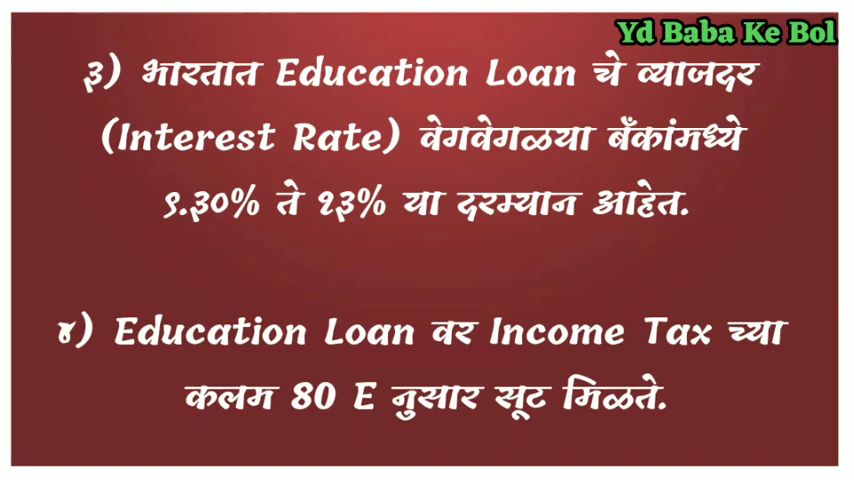 Yd Baba Ke Bol
३) भारतात Education Loan चे व्याजदर
(Interest Rate) वेगवेगळया बँकांमध्ये
९.३०% ते १३% या दरम्यान आहेत.
४) Education Loan वर Income Tax च्या
कलम 80 E नुसार सूट मिळते.